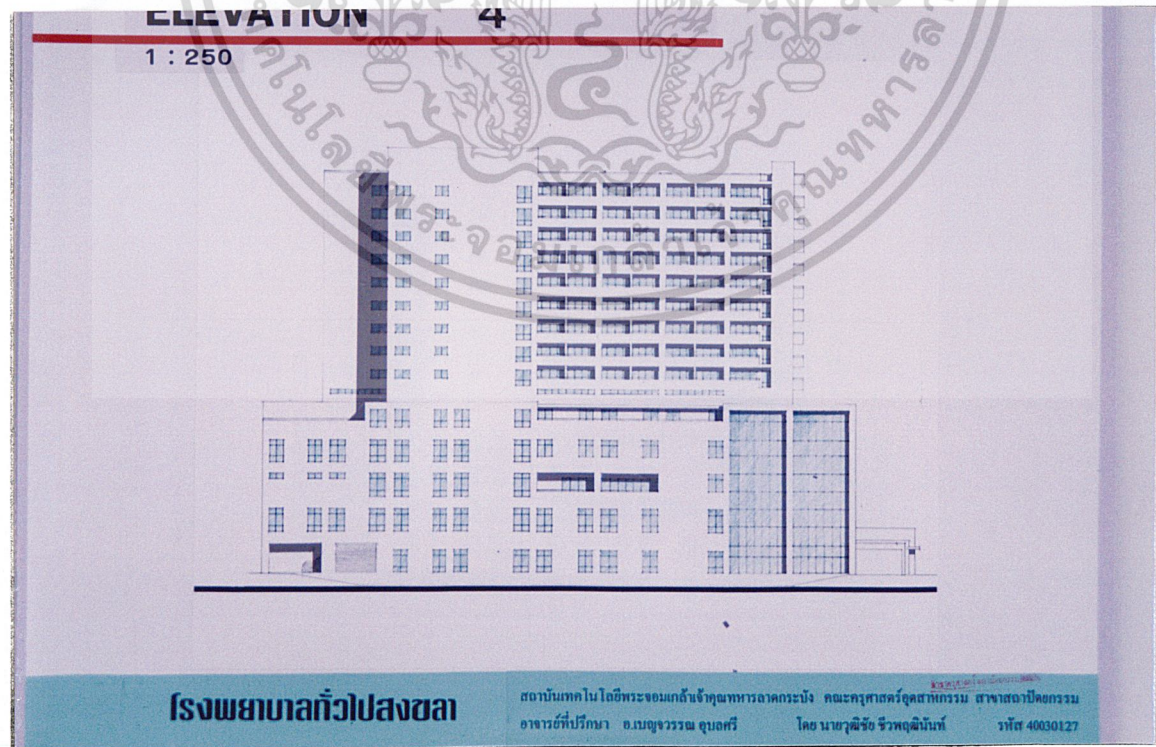 ELEVATION 4
1 : 250
โรงพยาบาลทั่วไปสงขลา
สถาบันเทคโนโลยีพระจอมเกล้าเจ้าคุณทหารลาดกระบัง คณะครุศาสตร์อุตสาหกรรม สาขาสถาปัตยกรรม
อาจารย์ที่ปรึกษา อ.เบญจวรรณ อุบลศรี โดย นายวุฒิชัย ชีวพฤฒินันท์ รหัส 40030127